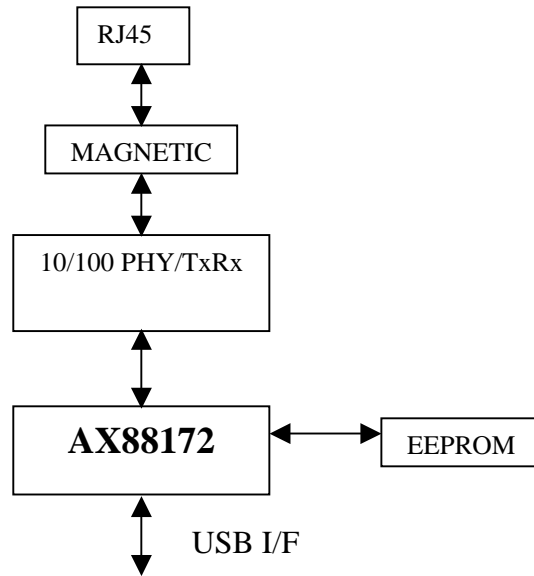 RJ45
MAGNETIC
10/100 PHY/TxRx
AX88172
EEPROM
USB I/F